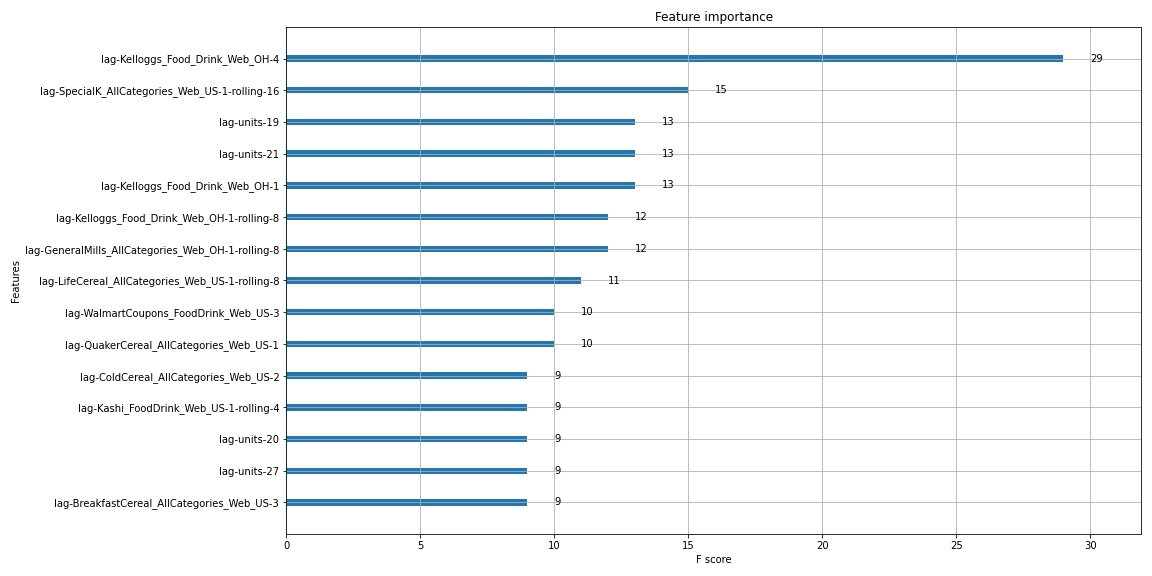 Feature importance
Features
lag-Kelloggs_Food_Drink_Web_OH-4 29
lag-SpecialK_AllCategories_Web_US-1-rolling-16 15
lag-units-19 13
lag-units-21 13
lag-Kelloggs_Food_Drink_Web_OH-1 13
lag-Kelloggs_Food_Drink_Web_OH-1-rolling-8 12
lag-GeneralMills_AllCategories_Web_OH-1-rolling-8 12
lag-LifeCereal_AllCategories_Web_US-1-rolling-8 11
lag-WalmartCoupons_FoodDrink_Web_US-3 10
lag-QuakerCereal_AllCategories_Web_US-1 10
lag-ColdCereal_AllCategories_Web_US-2 9
lag-Kashi_FoodDrink_Web_US-1-rolling-4 9
lag-units-20 9
lag-units-27 9
lag-BreakfastCereal_AllCategories_Web_US-3 9
0 5 10 15 20 25 30
F score